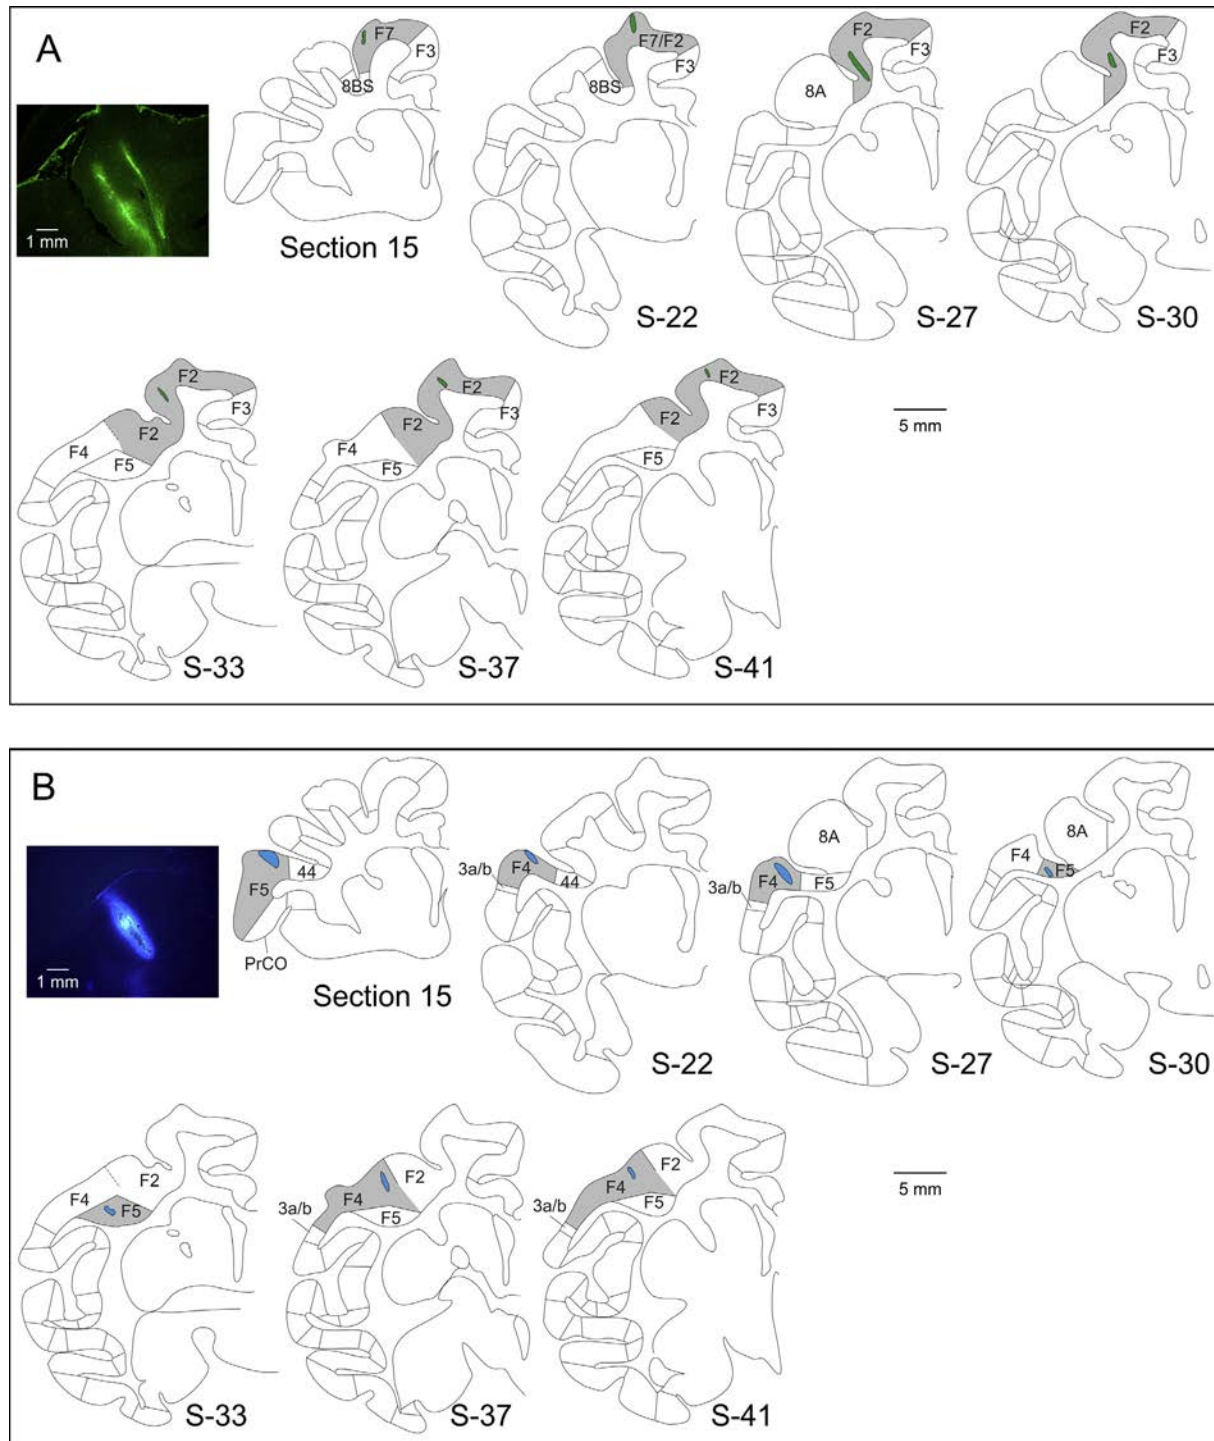 A
F7
F3
8BS
1 mm
Section 15
F7/F2
F3
8BS
S-22
F2
F3
8A
S-27
F2
F3
S-30
F2
F3
F2
F4
F5
S-33
F2
F3
F2
F4
F5
S-37
F2
F3
F2
F5
S-41
5 mm
B
1 mm
44
F5
PrCO
Section 15
3a/b
F4
44
S-22
8A
3a/b
F4
F5
S-27
8A
F4
F5
S-30
F2
F4
F5
S-33
F2
F4
F5
3a/b
S-37
F2
F4
F5
3a/b
S-41
5 mm